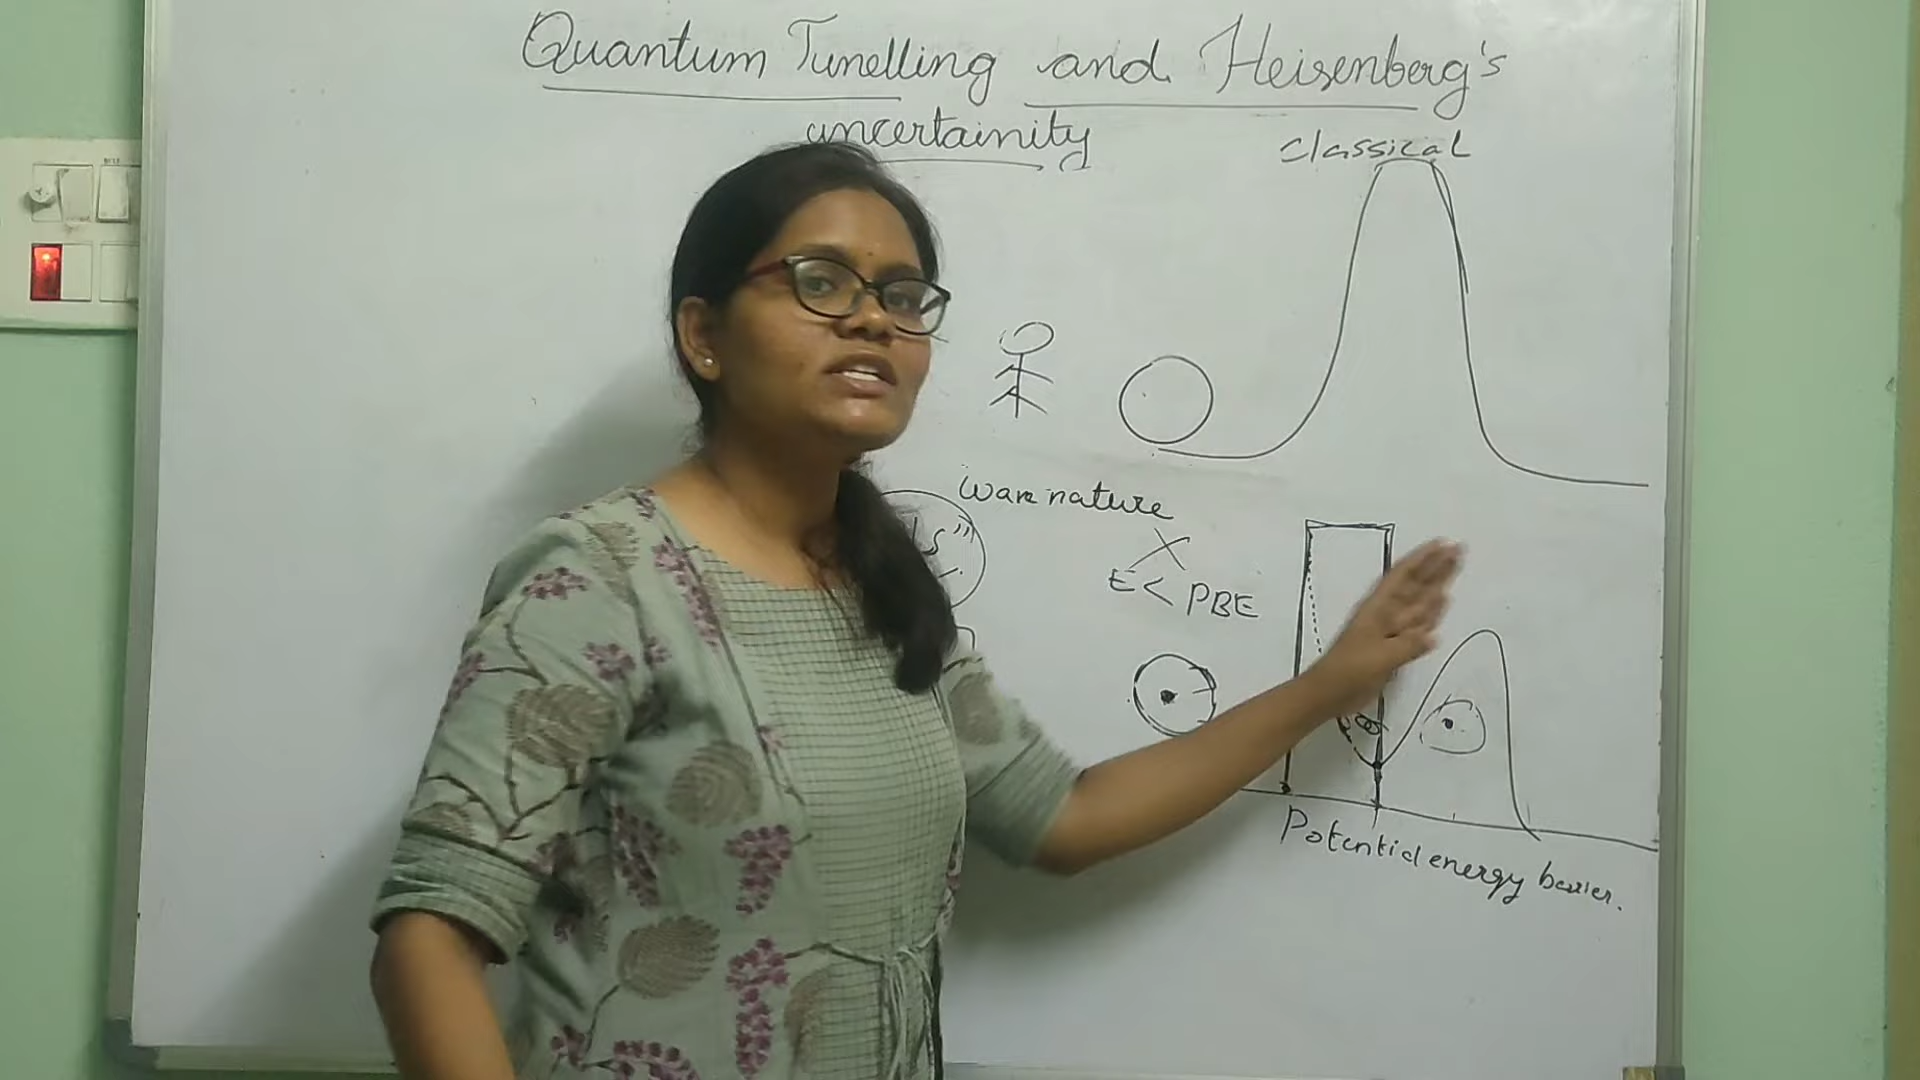 Quantum Tunelling and Heisenberg's
uncertainity
classical
wave nature
E < PBE
Potential energy barrier.